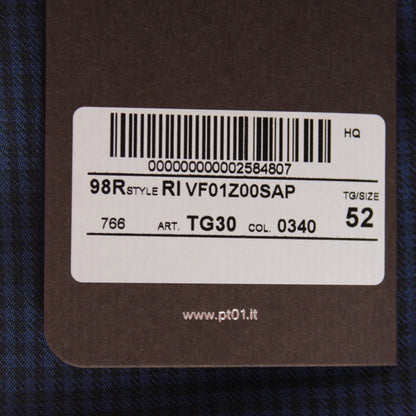 HQ
000000000002584807
98R STYLE RI VF01Z00SAP TG/SIZE
766 ART. TG30 COL. 0340 52
www.pt01.it